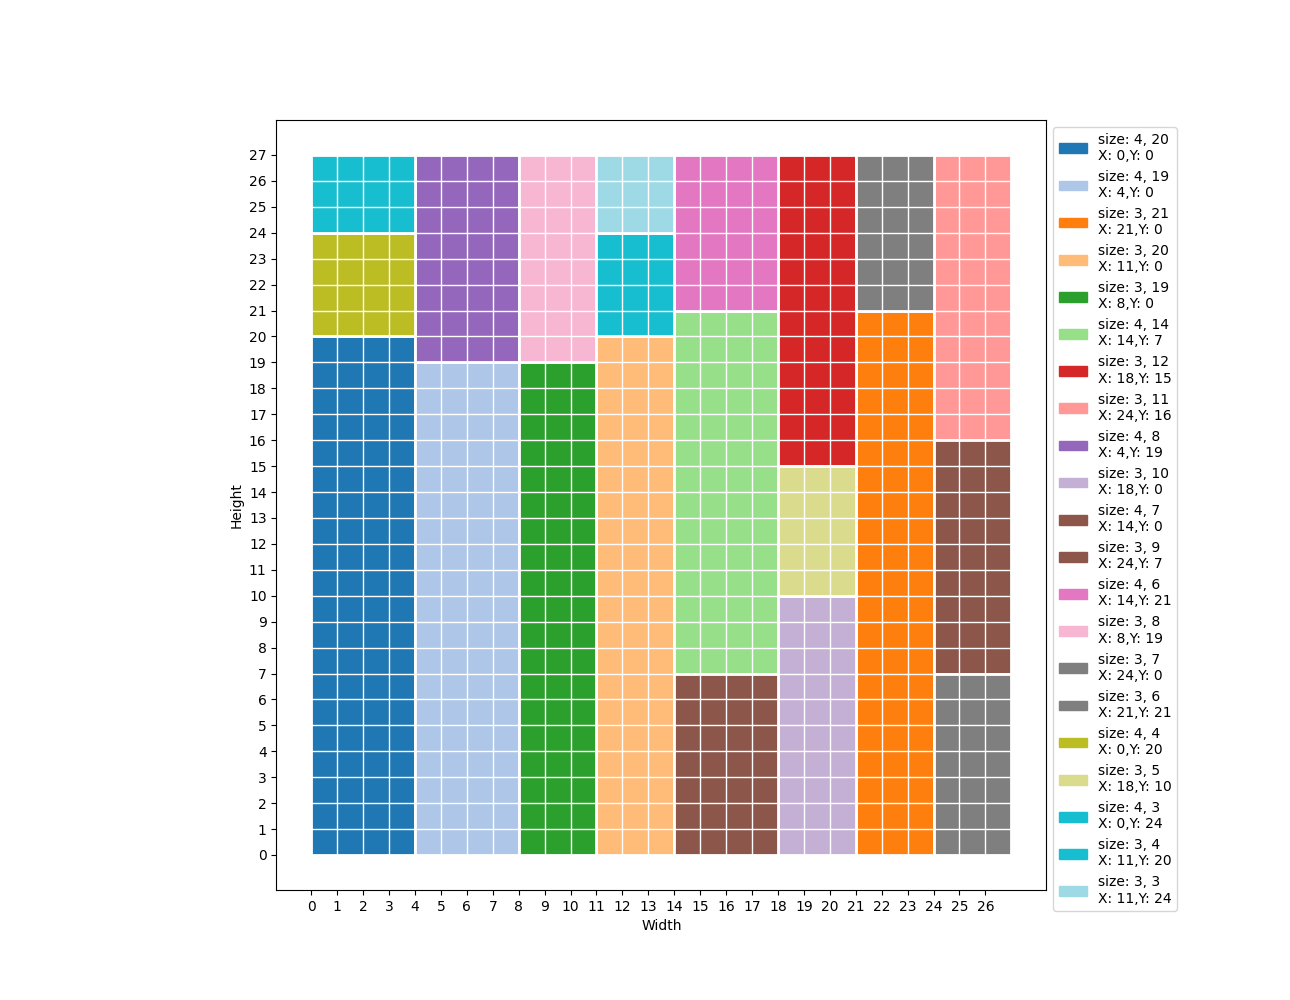 27
26
25
24
23
22
21
20
19
18
17
16
15
14
13
12
11
10
9
8
7
6
5
4
3
2
1
0
Height
0 1 2 3 4 5 6 7 8 9 10 11 12 13 14 15 16 17 18 19 20 21 22 23 24 25 26
Width
size: 4, 20
X: 0,Y: 0
size: 4, 19
X: 4,Y: 0
size: 3, 21
X: 21,Y: 0
size: 3, 20
X: 11,Y: 0
size: 3, 19
X: 8,Y: 0
size: 4, 14
X: 14,Y: 7
size: 3, 12
X: 18,Y: 15
size: 3, 11
X: 24,Y: 16
size: 4, 8
X: 4,Y: 19
size: 3, 10
X: 18,Y: 0
size: 4, 7
X: 14,Y: 0
size: 3, 9
X: 24,Y: 7
size: 4, 6
X: 14,Y: 21
size: 3, 8
X: 8,Y: 19
size: 3, 7
X: 24,Y: 0
size: 3, 6
X: 21,Y: 21
size: 4, 4
X: 0,Y: 20
size: 3, 5
X: 18,Y: 10
size: 4, 3
X: 0,Y: 24
size: 3, 4
X: 11,Y: 20
size: 3, 3
X: 11,Y: 24